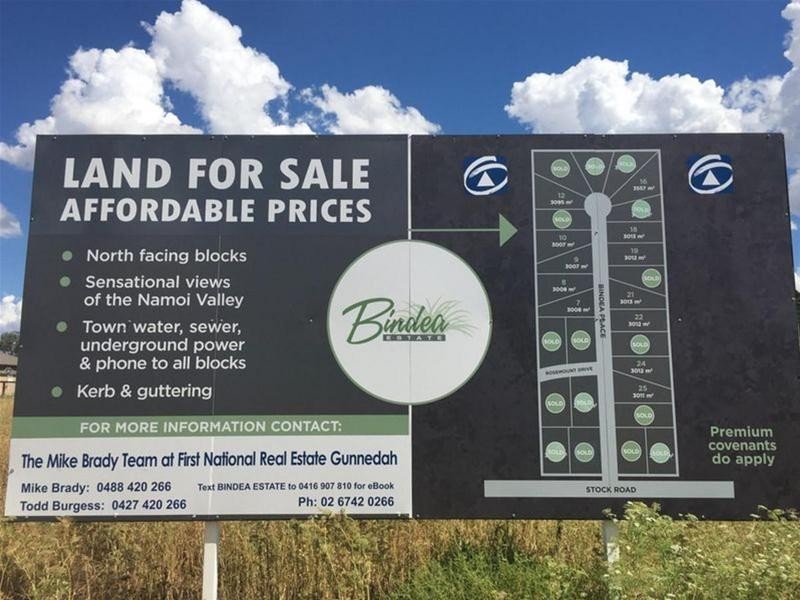 LAND FOR SALE
AFFORDABLE PRICES
North facing blocks
Sensational views
of the Namoi Valley
Town water, sewer,
underground power
& phone to all blocks
Kerb & guttering
FOR MORE INFORMATION CONTACT:
The Mike Brady Team at First National Real Estate Gunnedah
Mike Brady: 0488 420 266
Text BINDEA ESTATE to 0416 907 810 for eBook
Todd Burgess: 0427 420 266
Ph: 02 6742 0266
Bindea
ESTATE
SOLD
SOLD
SOLD
12
3095 m²
16
3557 m²
SOLD
SOLD
10
3007 m²
18
3013 m²
9
3007 m²
19
3012 m²
8
3008 m²
SOLD
7
3008 m²
21
3013 m²
BINDEA PLACE
22
3012 m²
SOLD
SOLD
SOLD
ROSEMOUNT DRIVE
24
3012 m²
25
3011 m²
SOLD
SOLD
SOLD
SOLD
SOLD
SOLD
SOLD
STOCK ROAD
Premium
covenants
do apply